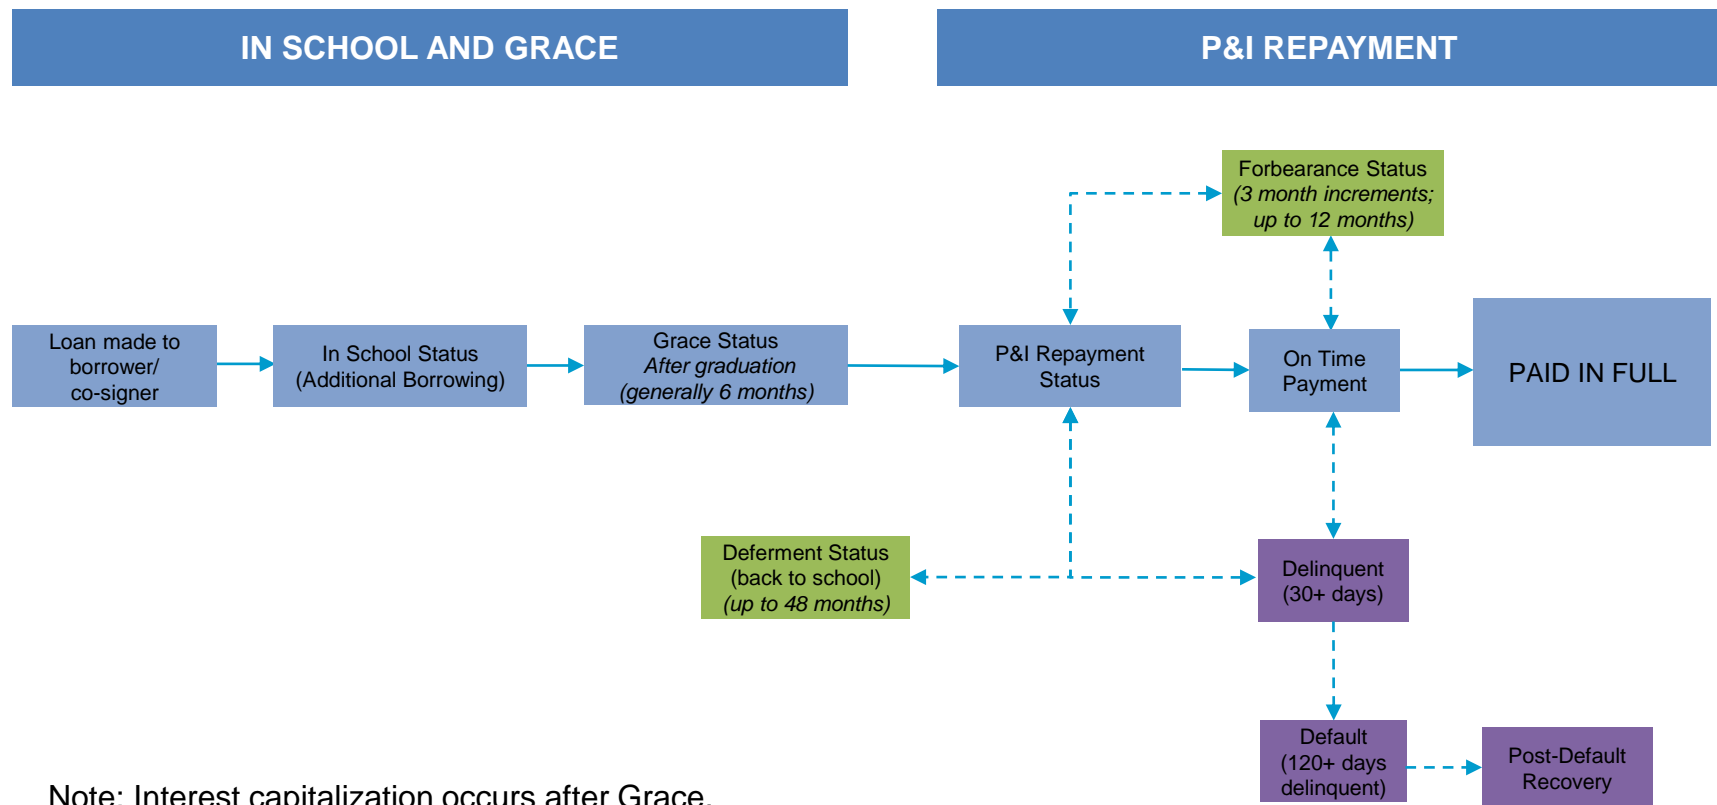 IN SCHOOL AND GRACE
P&I REPAYMENT
Forbearance Status
(3 month increments;
up to 12 months)
Loan made to
borrower/
co-signer
In School Status
(Additional Borrowing)
Grace Status
After graduation
(generally 6 months)
P&I Repayment
Status
On Time
Payment
PAID IN FULL
Deferment Status
(back to school)
(up to 48 months)
Delinquent
(30+ days)
Default
(120+ days
delinquent)
Post-Default
Recovery
Note: Interest capitalization occurs after Grace,